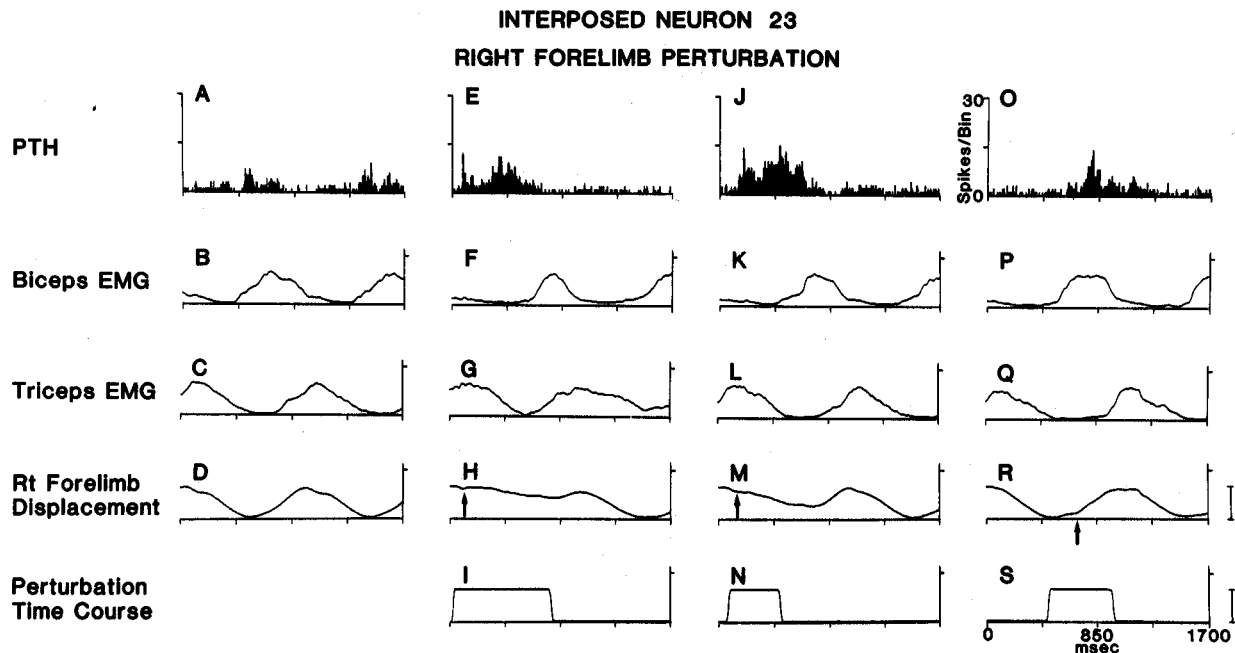 INTERPOSED NEURON 23
RIGHT FORELIMB PERTURBATION
A
E
J
O
PTH
30
Spikes/Bin
0
Biceps EMG
B
F
K
P
Triceps EMG
C
G
L
Q
Rt Forelimb
Displacement
D
H
M
R
Perturbation
Time Course
I
N
S
0
850
1700
msec